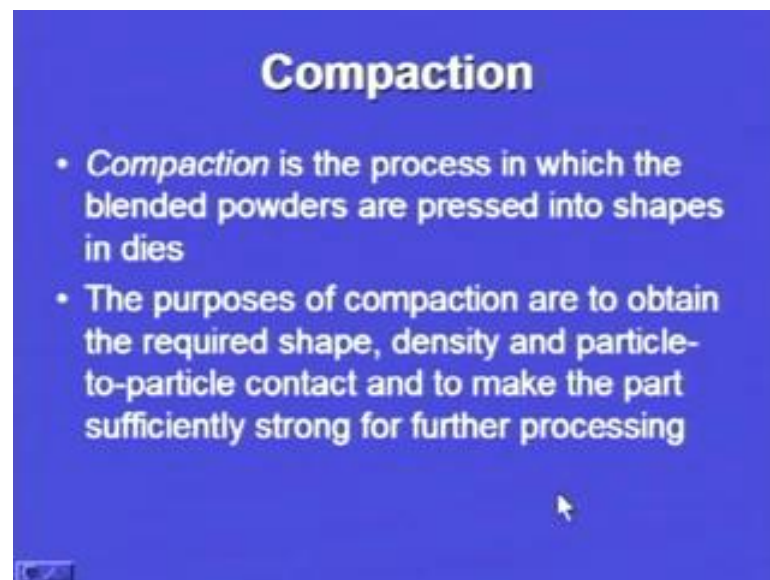 Compaction
• Compaction is the process in which the
blended powders are pressed into shapes
in dies
• The purposes of compaction are to obtain
the required shape, density and particle-
to-particle contact and to make the part
sufficiently strong for further processing